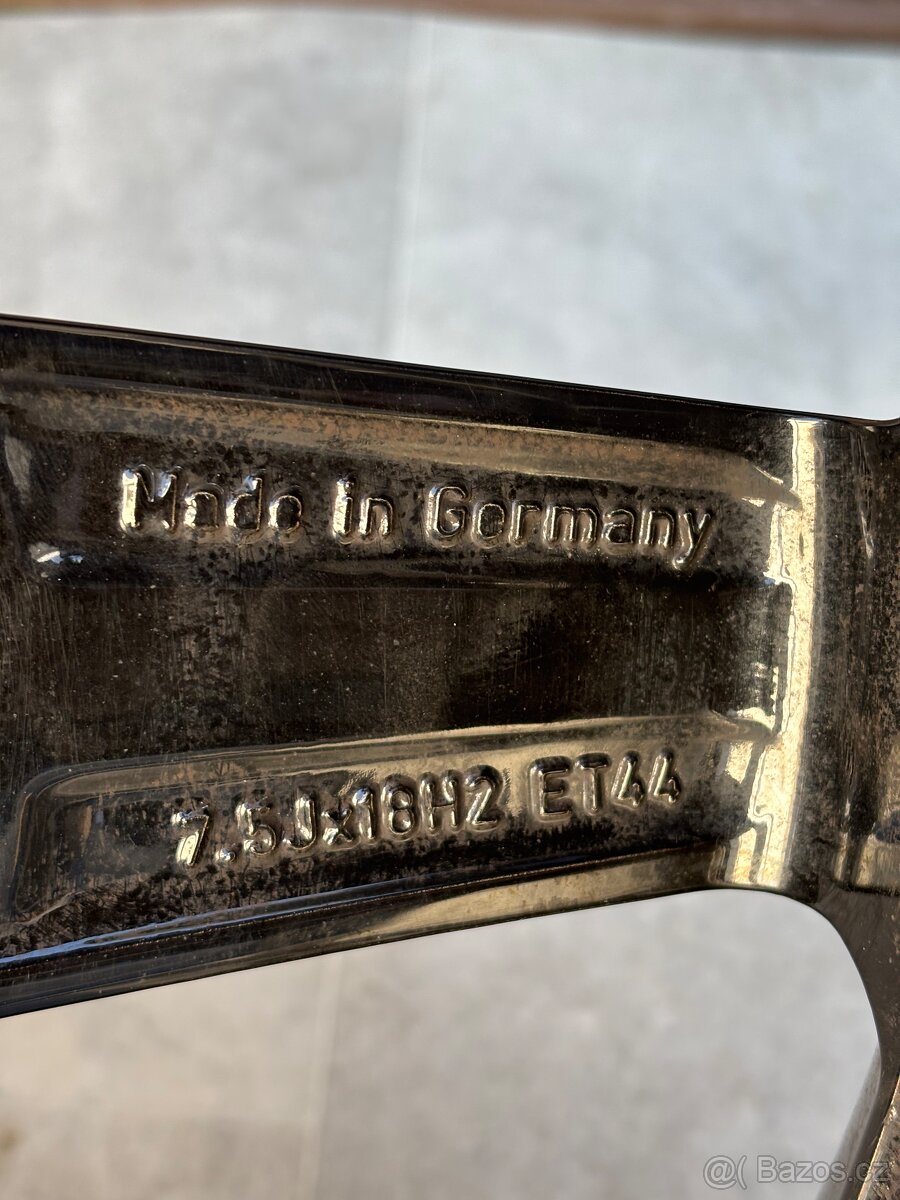 Made in Germany
7.5Jx18H2 ET44
@( Bazos.cz